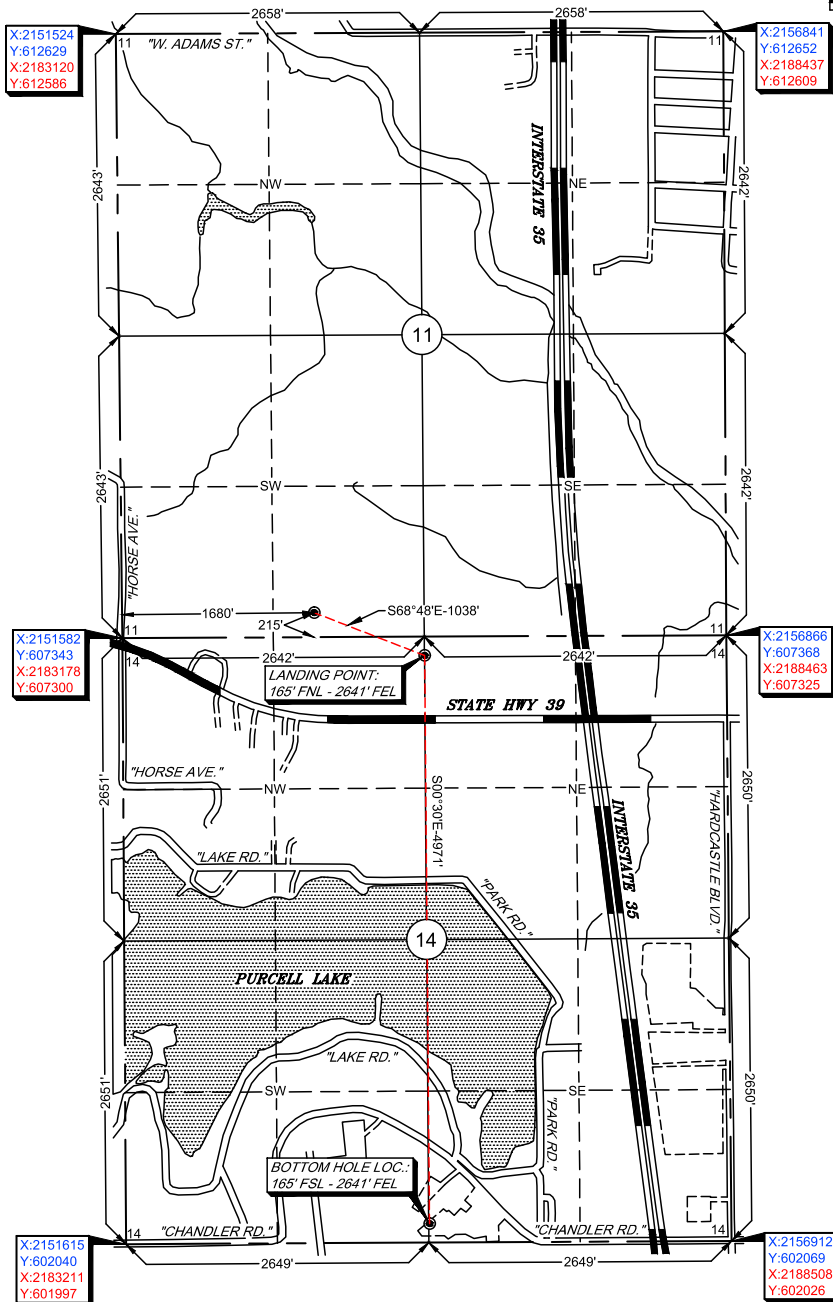 2658'
2658'
X:2151524
Y:612629
X:2183120
Y:612586
X:2156841
Y:612652
X:2188437
Y:612609
11
"W. ADAMS ST."
11
INTERSTATE 35
2643'
NW
NE
2642'
11
2643'
SW
SE
2642'
"HORSE AVE."
1680'
215'
S68°48'E-1038'
X:2151582
Y:607343
X:2183178
Y:607300
11
14
2642'
2642'
11
14
X:2156866
Y:607368
X:2188463
Y:607325
LANDING POINT:
165' FNL - 2641' FEL
STATE HWY 39
"HORSE AVE."
2651'
NW
S00°30'E-4971'
NE
"HARDCASTLE BLVD."
2650'
INTERSTATE 35
"LAKE RD."
"PARK RD."
14
PURCELL LAKE
"LAKE RD."
2651'
SW
SE
2650'
"PARK RD."
BOTTOM HOLE LOC.:
165' FSL - 2641' FEL
14
"CHANDLER RD."
"CHANDLER RD."
14
X:2151615
Y:602040
X:2183211
Y:601997
2649'
2649'
X:2156912
Y:602069
X:2188508
Y:602026